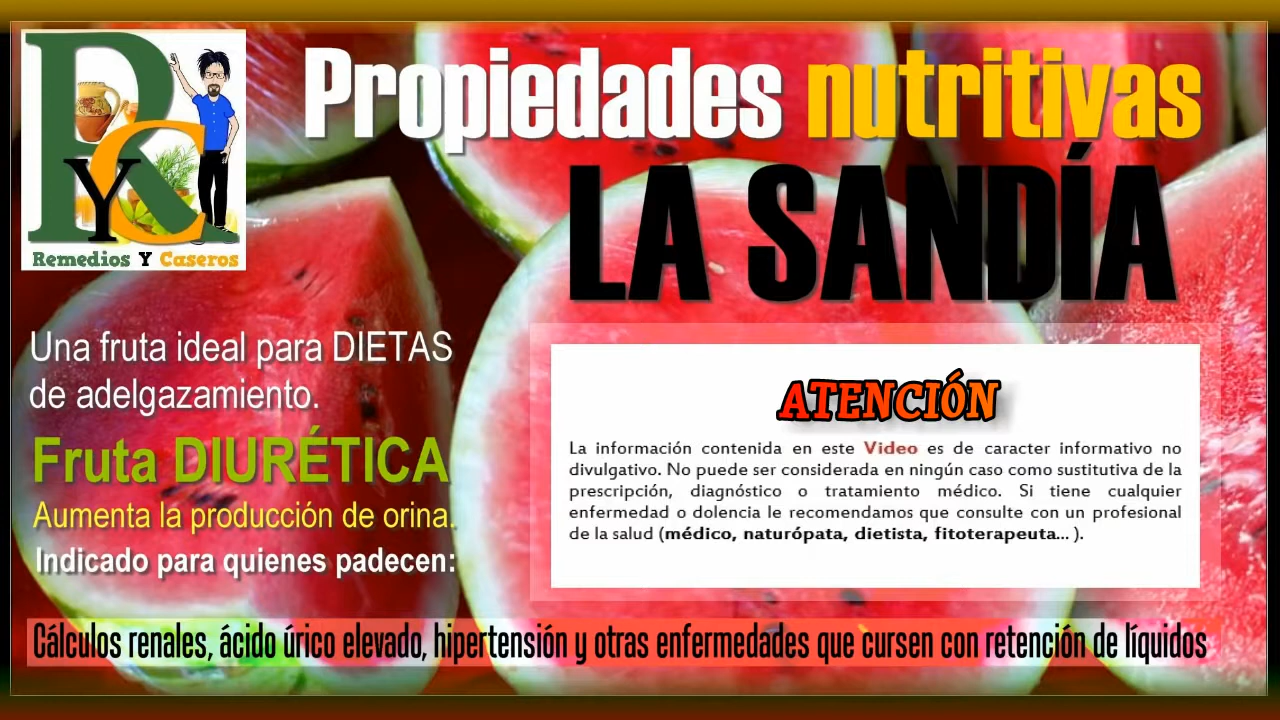 RYC
Remedios Y Caseros
Propiedades nutritivas
LA SANDÍA
Una fruta ideal para DIETAS
de adelgazamiento.
Fruta DIURÉTICA
Aumenta la producción de orina.
Indicado para quienes padecen:
ATENCIÓN
La información contenida en este Video es de caracter informativo no
divulgativo. No puede ser considerada en ningún caso como sustitutiva de la
prescripción, diagnóstico o tratamiento médico. Si tiene cualquier
enfermedad o dolencia le recomendamos que consulte con un profesional
de la salud (médico, naturópata, dietista, fitoterapeuta... ).
Cálculos renales, ácido úrico elevado, hipertensión y otras enfermedades que cursen con retención de líquidos